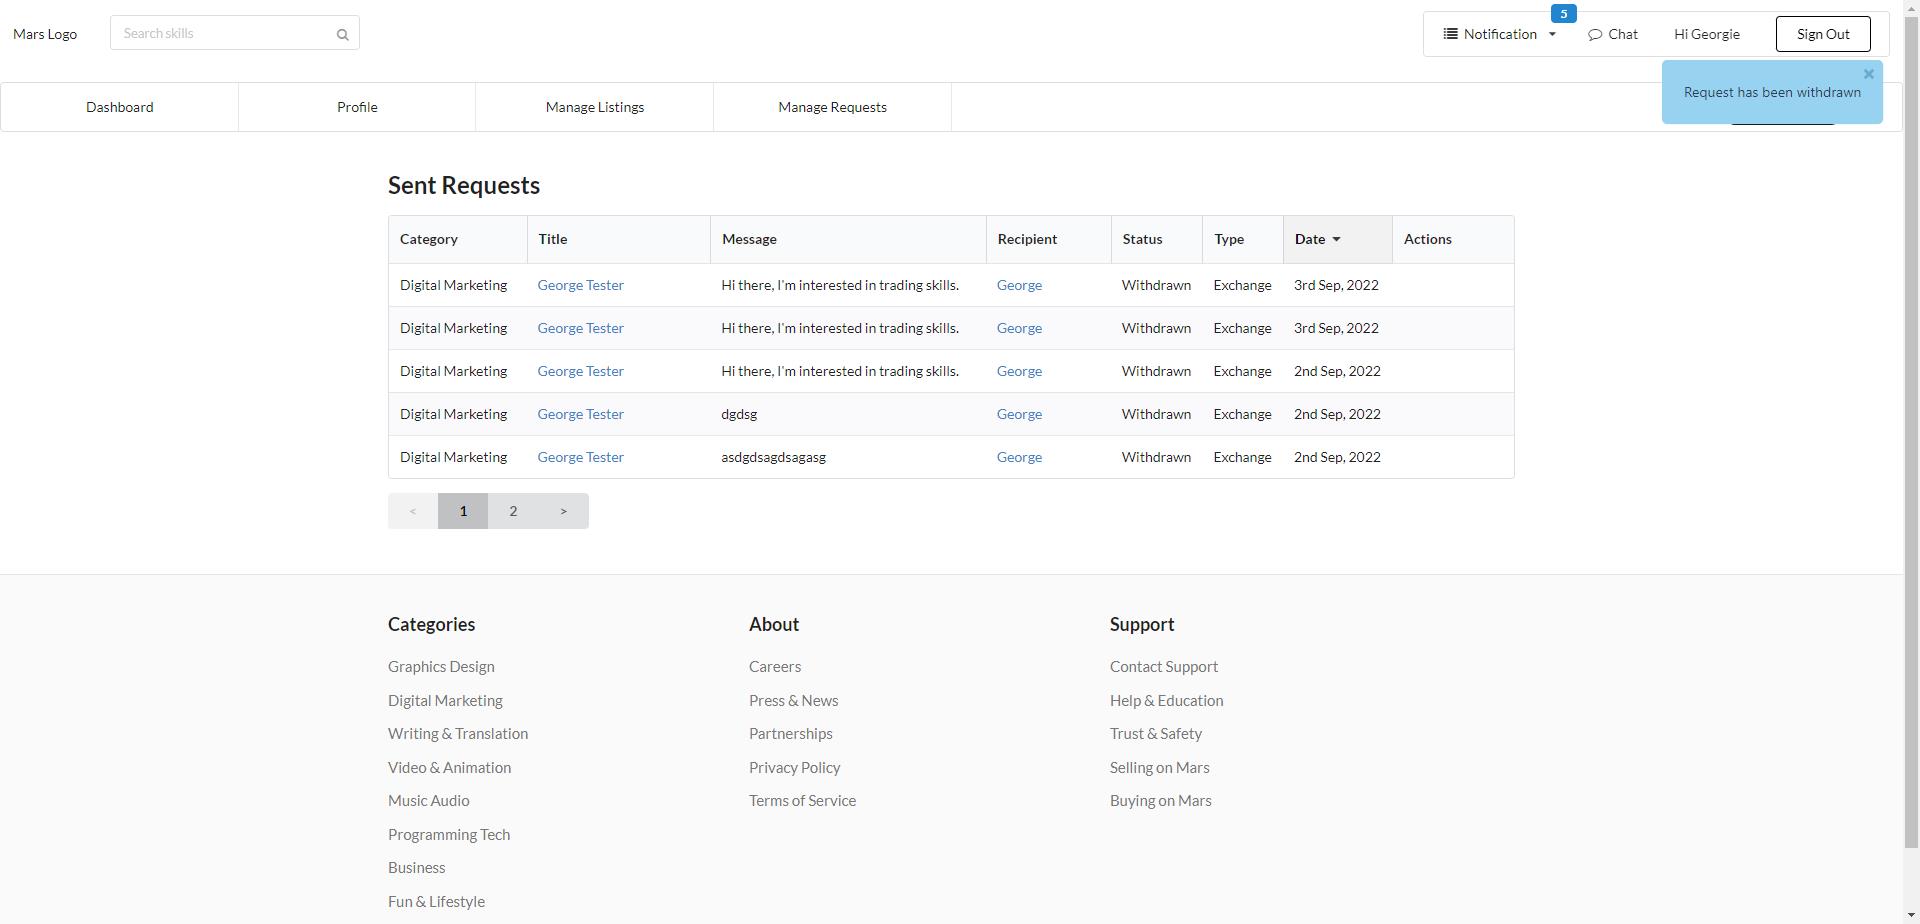 5
Mars Logo Search skills Notification Chat Hi Georgie Sign Out
Request has been withdrawn
Dashboard Profile Manage Listings Manage Requests
Sent Requests
Category Title Message Recipient Status Type Date Actions
Digital Marketing George Tester Hi there, I'm interested in trading skills. George Withdrawn Exchange 3rd Sep, 2022
Digital Marketing George Tester Hi there, I'm interested in trading skills. George Withdrawn Exchange 3rd Sep, 2022
Digital Marketing George Tester Hi there, I'm interested in trading skills. George Withdrawn Exchange 2nd Sep, 2022
Digital Marketing George Tester dgdsg George Withdrawn Exchange 2nd Sep, 2022
Digital Marketing George Tester asdgdsagdsagasg George Withdrawn Exchange 2nd Sep, 2022
< 1 2 >
Categories
Graphics Design
Digital Marketing
Writing & Translation
Video & Animation
Music Audio
Programming Tech
Business
Fun & Lifestyle
About
Careers
Press & News
Partnerships
Privacy Policy
Terms of Service
Support
Contact Support
Help & Education
Trust & Safety
Selling on Mars
Buying on Mars